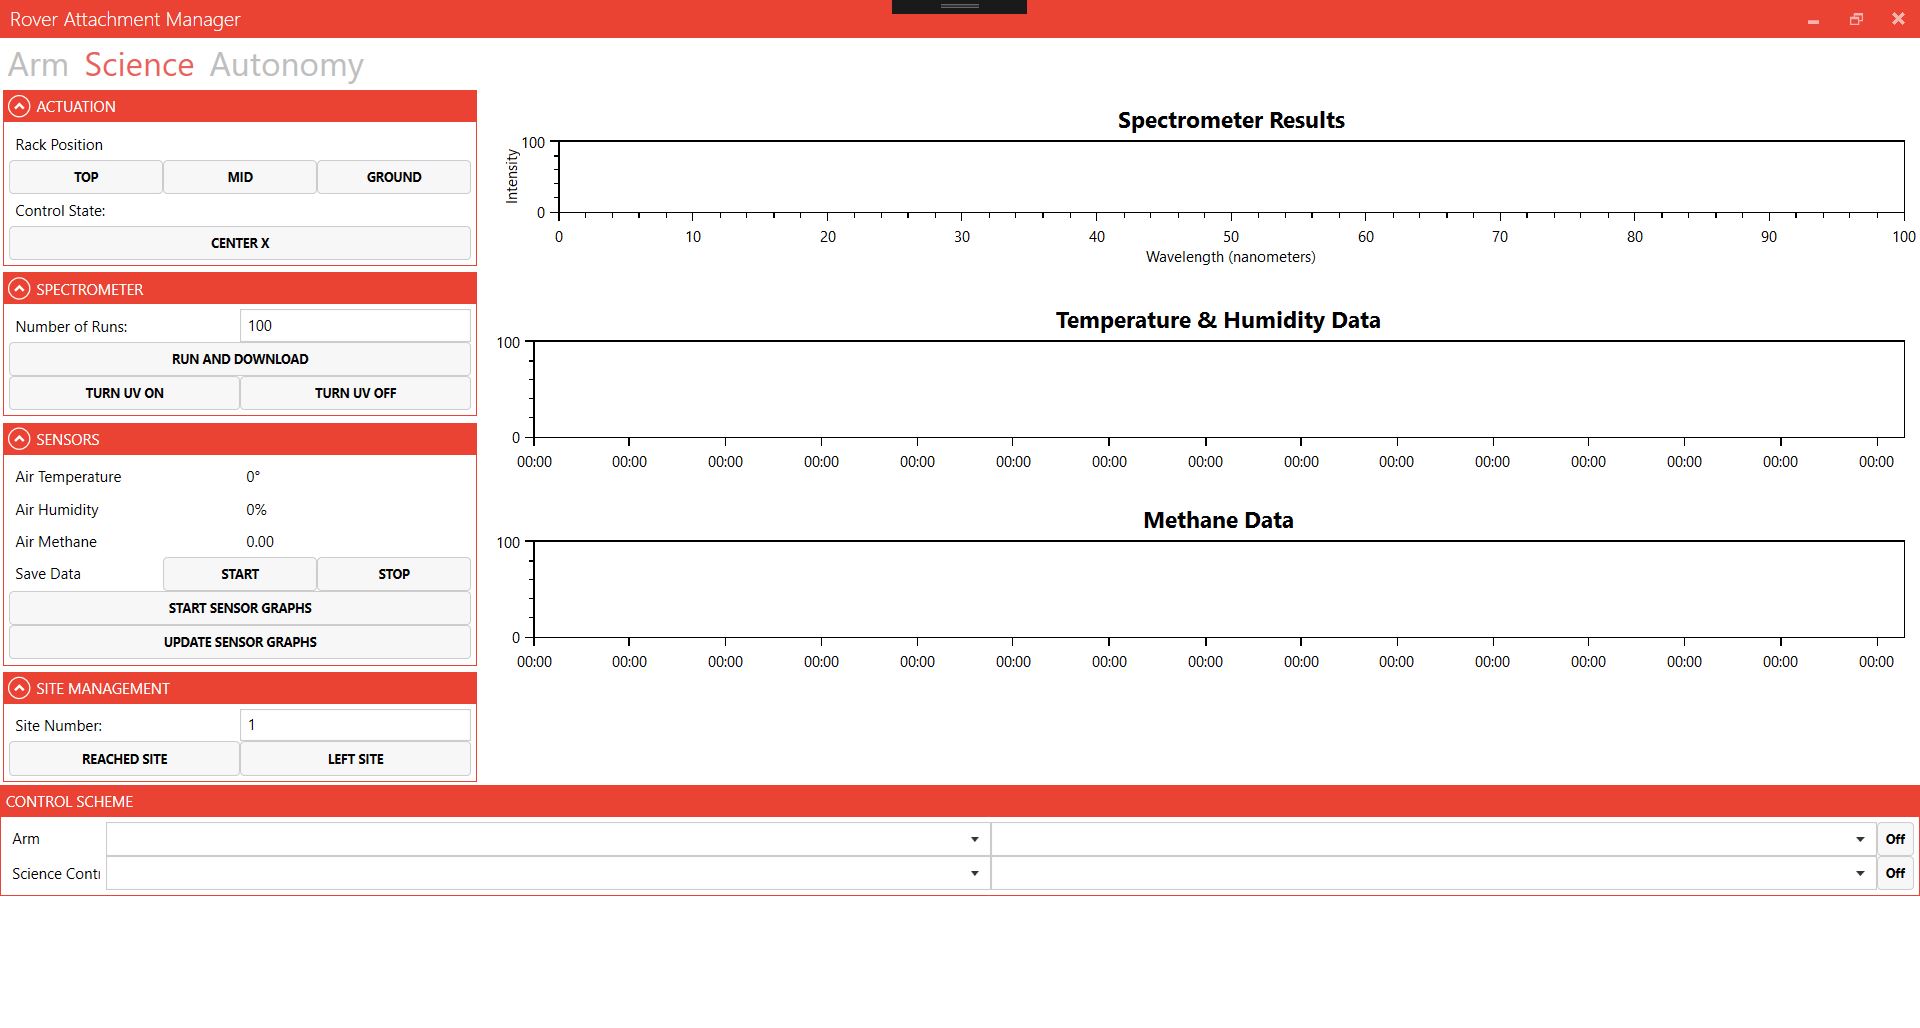 Rover Attachment Manager
Arm Science Autonomy
ACTUATION
Rack Position
TOP MID GROUND
Control State:
CENTER X
SPECTROMETER
Number of Runs: 100
RUN AND DOWNLOAD
TURN UV ON TURN UV OFF
SENSORS
Air Temperature 0°
Air Humidity 0%
Air Methane 0.00
Save Data START STOP
START SENSOR GRAPHS
UPDATE SENSOR GRAPHS
SITE MANAGEMENT
Site Number: 1
REACHED SITE LEFT SITE
Spectrometer Results
100
Intensity
0
0 10 20 30 40 50 60 70 80 90 100
Wavelength (nanometers)
Temperature & Humidity Data
100
0
00:00 00:00 00:00 00:00 00:00 00:00 00:00 00:00 00:00 00:00 00:00 00:00 00:00 00:00 00:00
Methane Data
100
0
00:00 00:00 00:00 00:00 00:00 00:00 00:00 00:00 00:00 00:00 00:00 00:00 00:00 00:00 00:00
CONTROL SCHEME
Arm Off
Science Contr Off